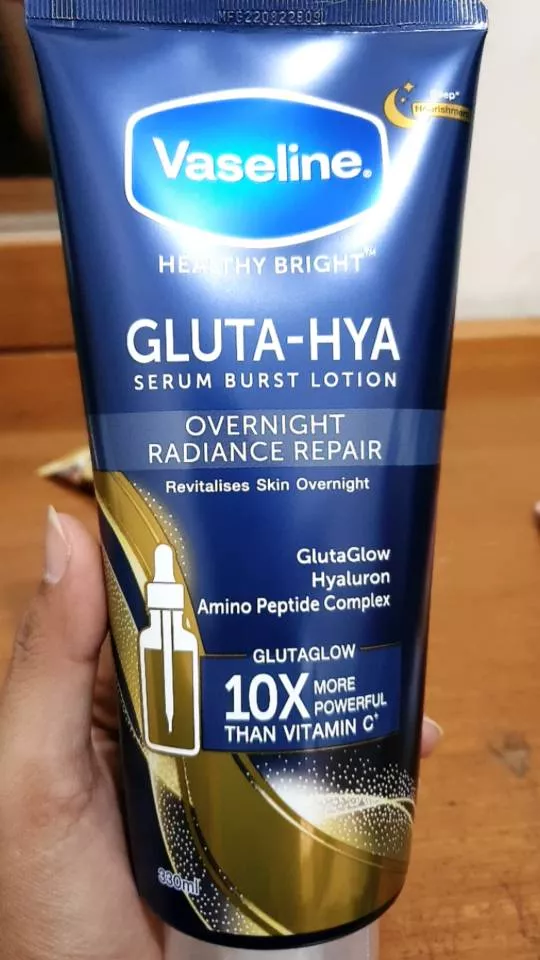 Vaseline.
HEALTHY BRIGHT™
GLUTA-HYA
SERUM BURST LOTION
OVERNIGHT
RADIANCE REPAIR
Revitalises Skin Overnight
GlutaGlow
Hyaluron
Amino Peptide Complex
GLUTAGLOW
10X MORE
POWERFUL
THAN VITAMIN C⁺
330ml